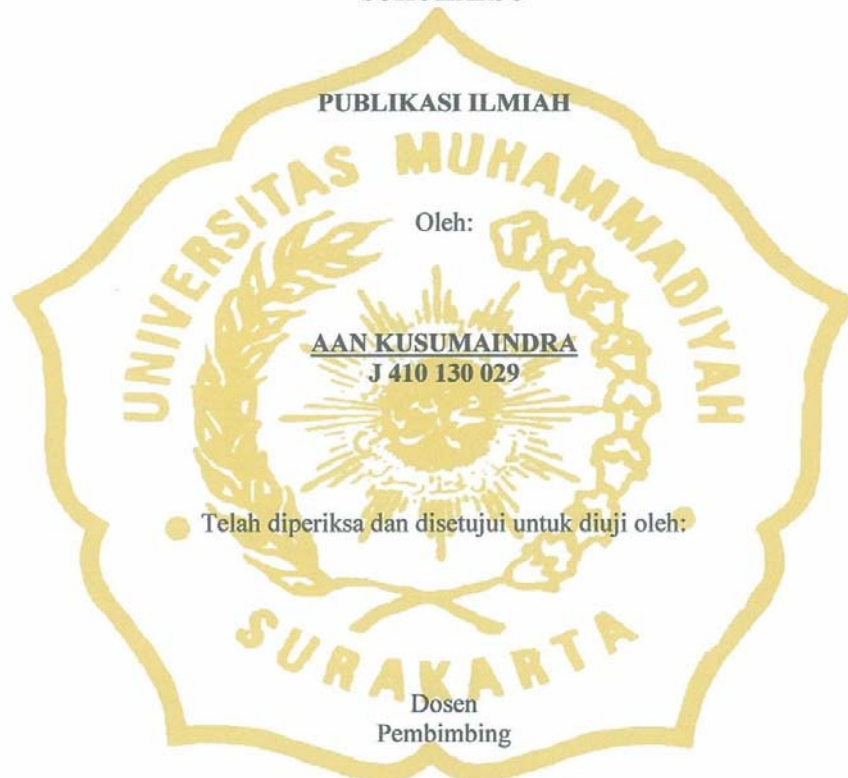 PUBLIKASI ILMIAH
UNIVERSITAS MUHAMMADIYAH
Oleh:
AAN KUSUMAINDRA
J 410 130 029
Telah diperiksa dan disetujui untuk diuji oleh:
SURAKARTA
Dosen
Pembimbing